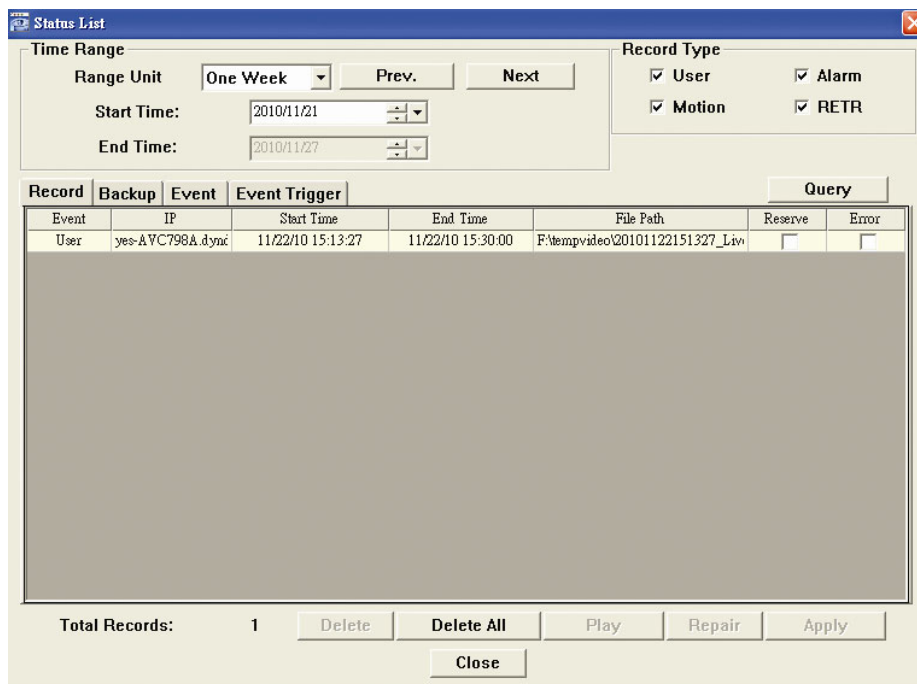 Status List
Time Range
Record Type
Range Unit One Week Prev. Next
User Alarm
Start Time: 2010/11/21
Motion RETR
End Time: 2010/11/27
Record Backup Event Event Trigger Query
Event IP Start Time End Time File Path Reserve Error
User yes-AVC798A.dyn 11/22/10 15:13:27 11/22/10 15:30:00 F:\tempvideo\20101122151327_Liv
Total Records: 1 Delete Delete All Play Repair Apply
Close